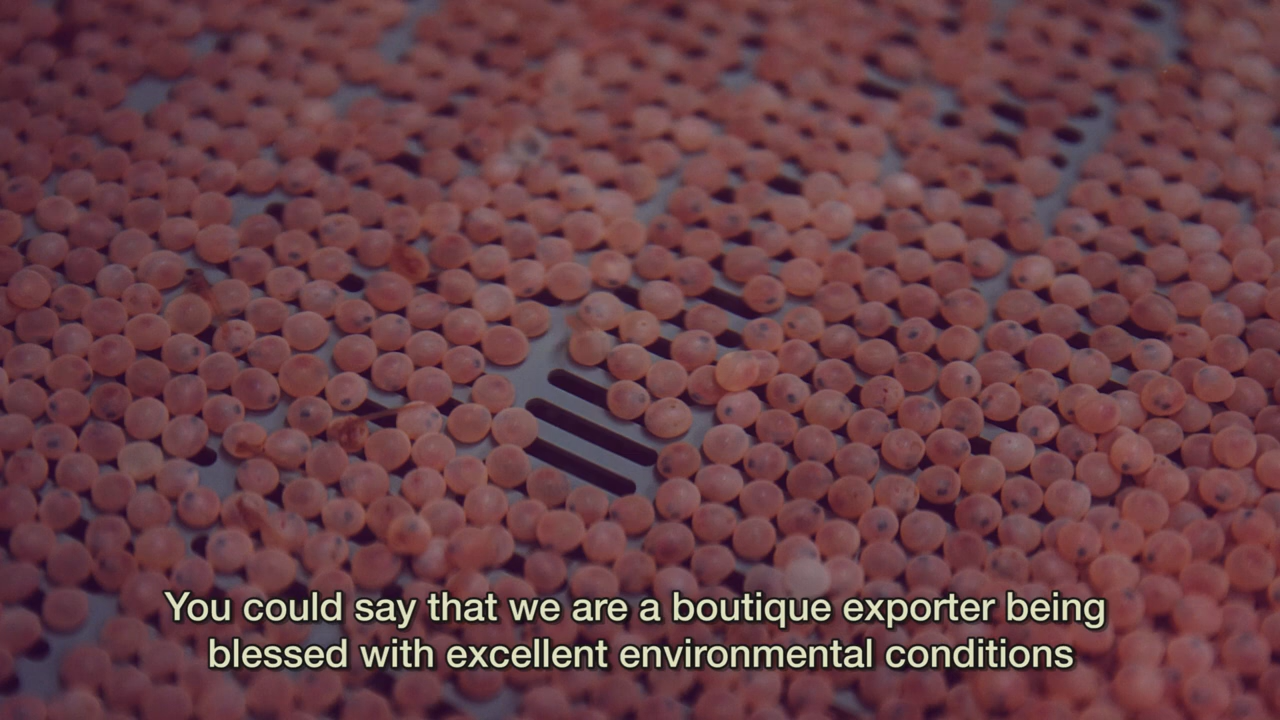 You could say that we are a boutique exporter being
blessed with excellent environmental conditions